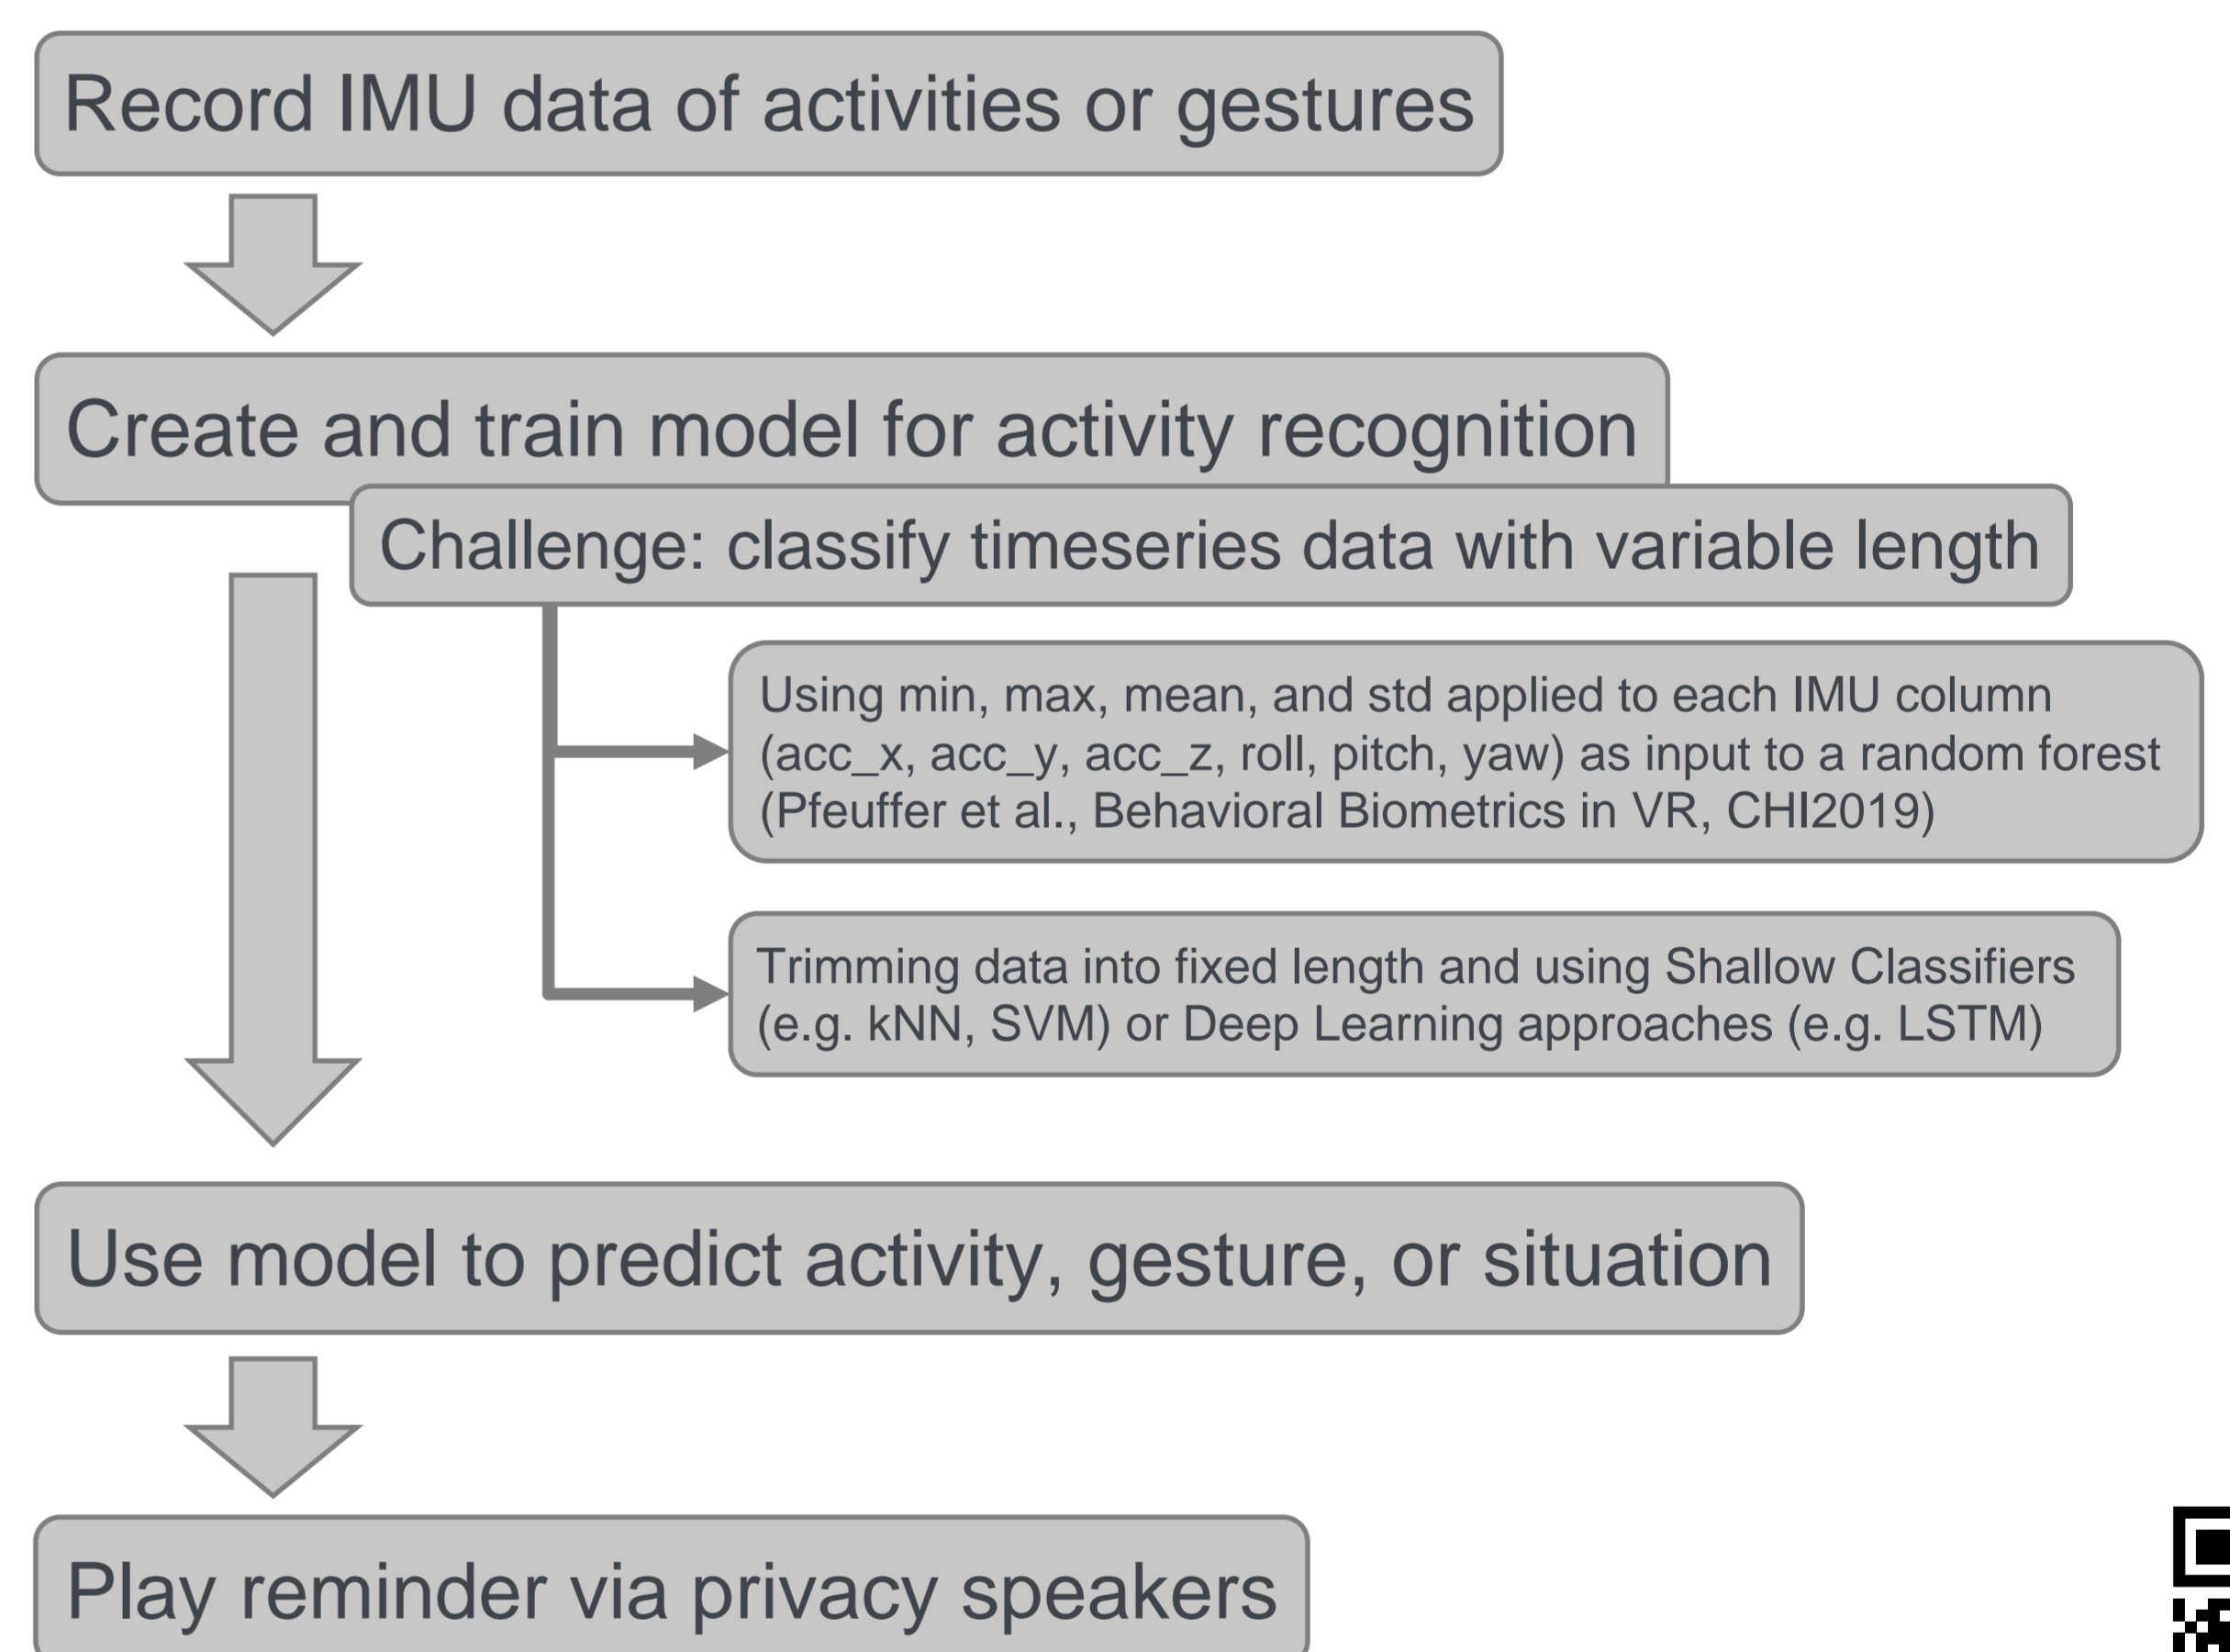 Record IMU data of activities or gestures
Create and train model for activity recognition
Challenge: classify timeseries data with variable length
Using min, max, mean, and std applied to each IMU column
(acc_x, acc_y, acc_z, roll, pitch, yaw) as input to a random forest
(Pfeuffer et al., Behavioral Biometrics in VR, CHI2019)
Trimming data into fixed length and using Shallow Classifiers
(e.g. kNN, SVM) or Deep Learning approaches (e.g. LSTM)
Use model to predict activity, gesture, or situation
Play reminder via privacy speakers